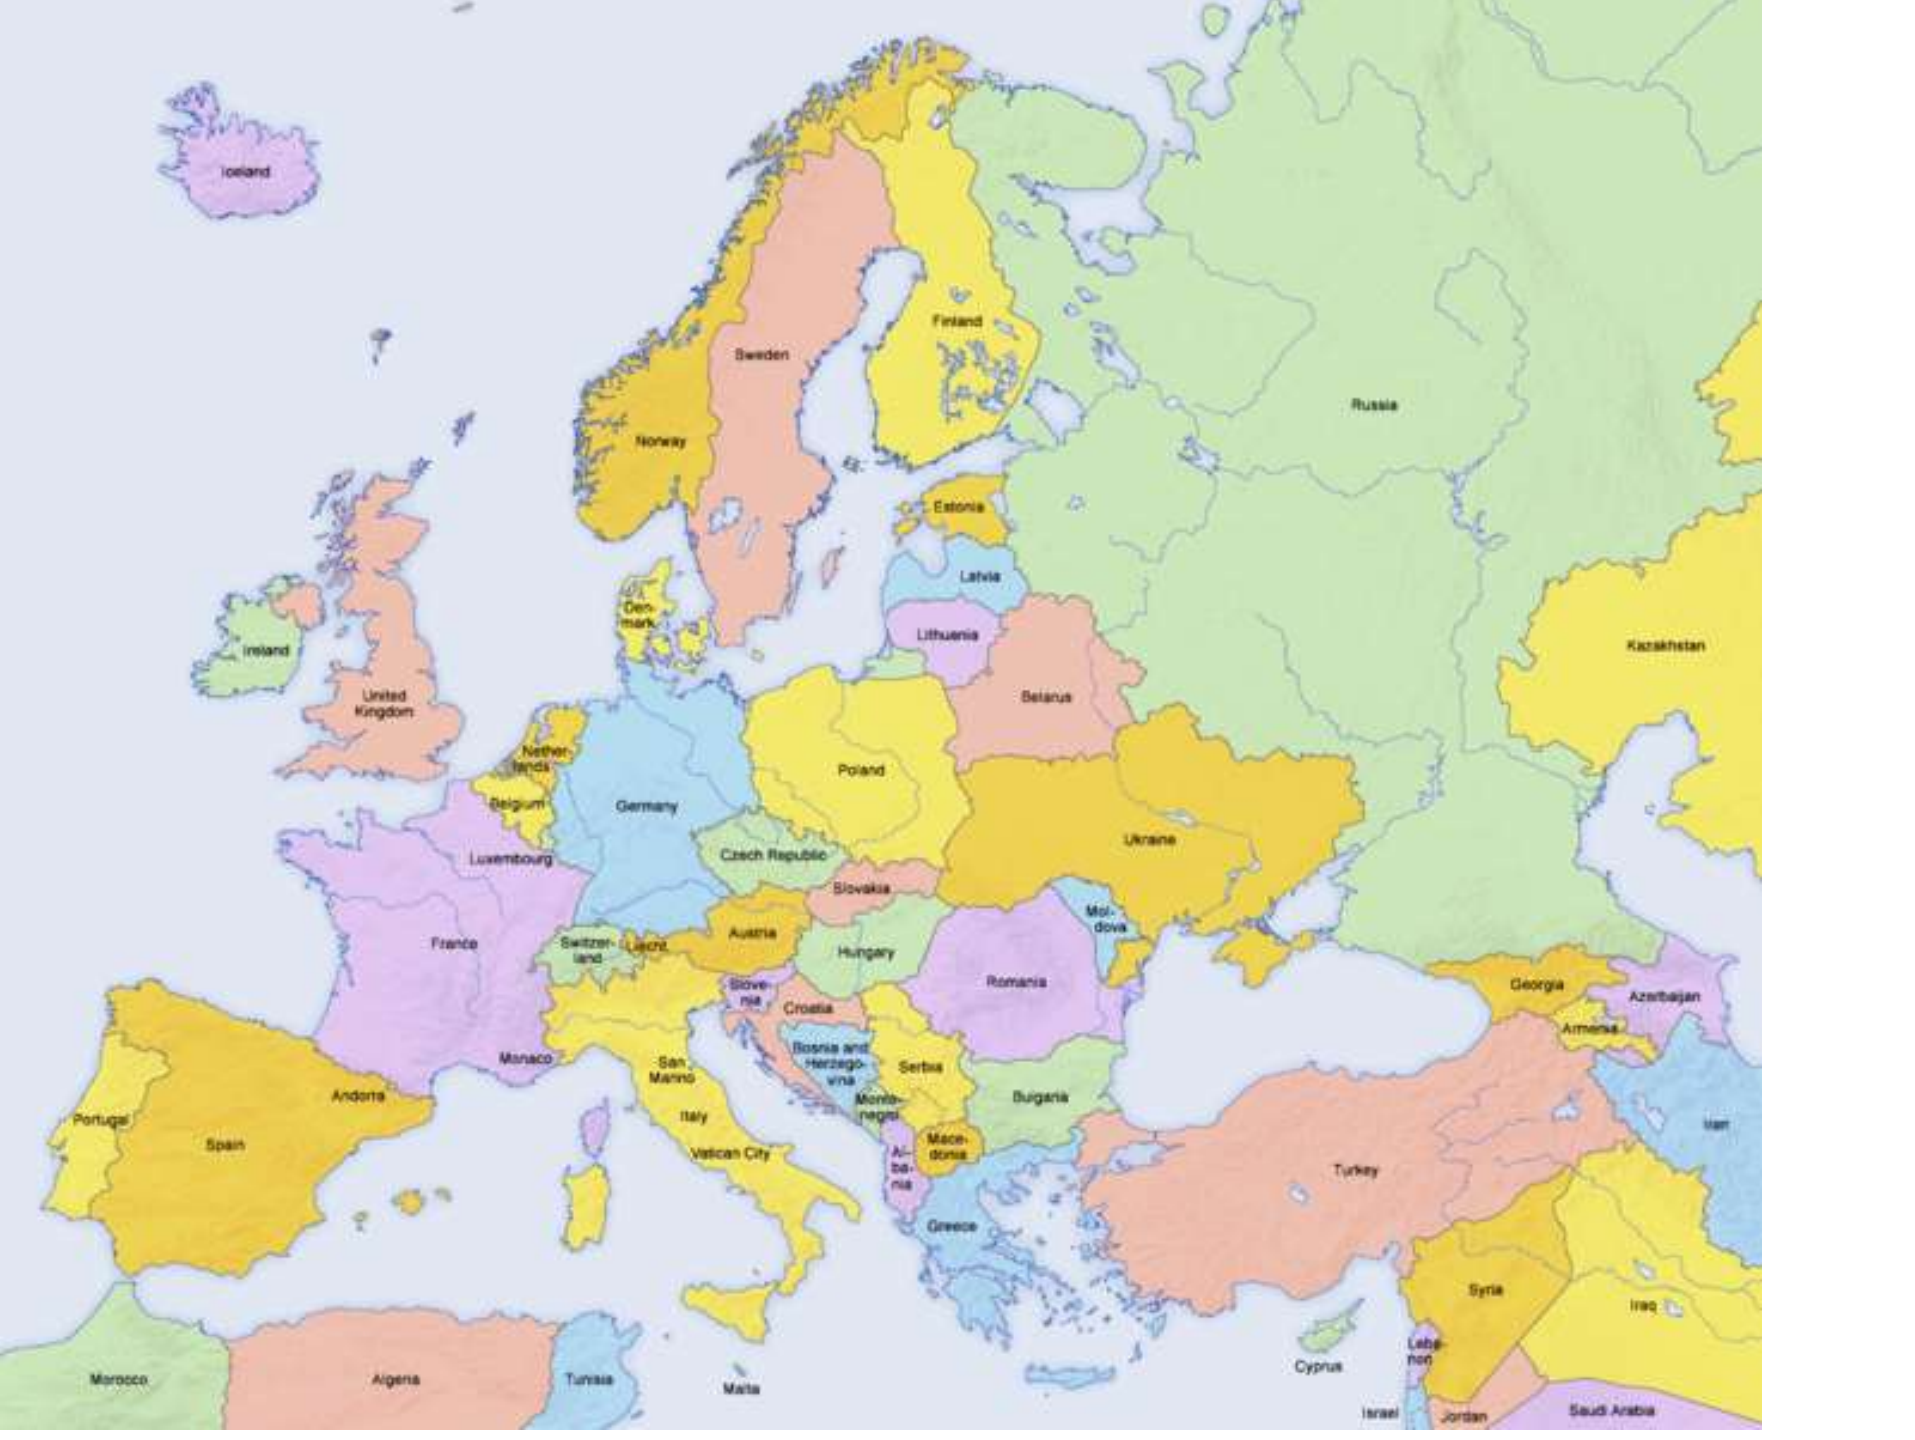 Iceland
Finland
Sweden
Russia
Norway
Estonia
Latvia
Den-
mark
Lithuania
Ireland
Kazakhstan
United
Kingdom
Belarus
Nether-
lands
Poland
Belgium
Germany
Ukraine
Czech Republic
Luxembourg
Slovakia
Mol-
dova
Austria
France
Switzer-
land
Liecht.
Hungary
Romania
Georgia
Slove-
nia
Azerbaijan
Croatia
Armenia
Bosnia and
Herzego-
vina
Monaco
San
Marino
Serbia
Andorra
Bulgaria
Monte-
negro
Portugal
Italy
Iran
Spain
Mace-
donia
Vatican City
Al-
ba-
nia
Turkey
Greece
Syria
Iraq
Leba-
non
Cyprus
Morocco
Algeria
Tunisia
Malta
Israel
Jordan
Saudi Arabia